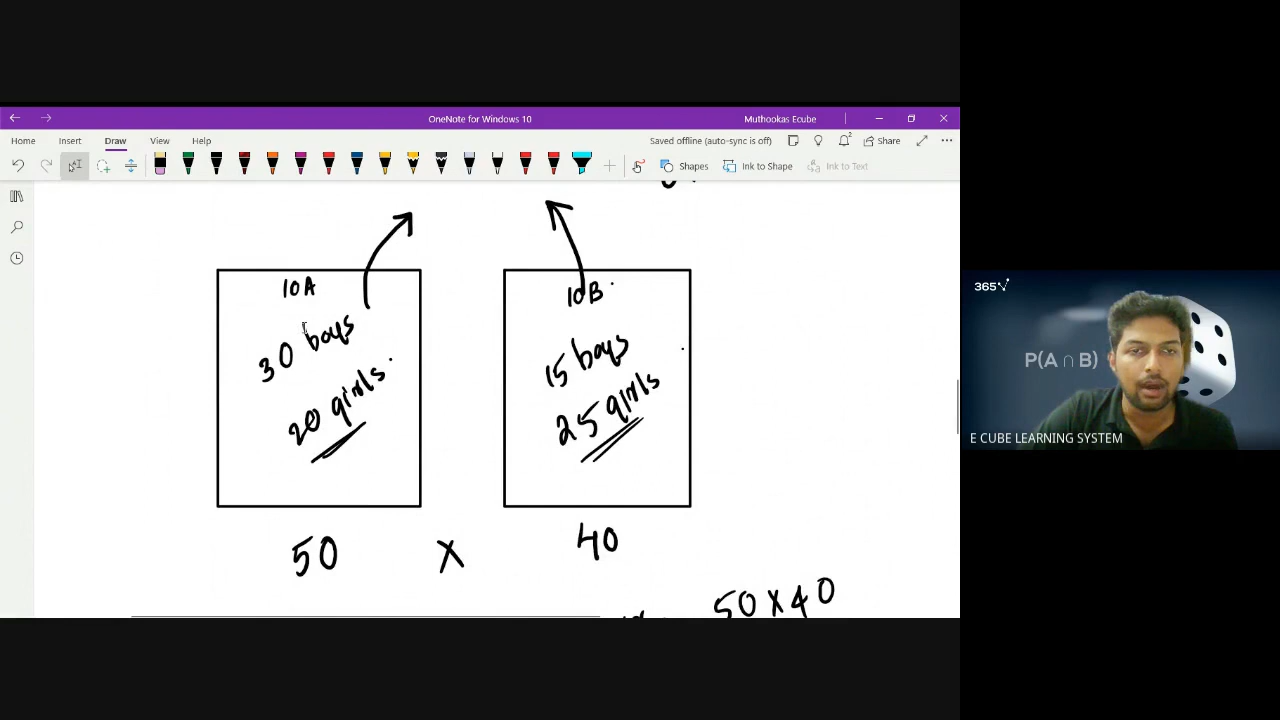 OneNote for Windows 10
Muthookas Ecube
Home Insert Draw View Help
Saved offline (auto-sync is off)
2
Share
Shapes
Ink to Shape
Ink to Text
10A
30 boys
20 girls
10B
15 boys
25 girls
50 X 40
50 X 40
365
P(A ∩ B)
E CUBE LEARNING SYSTEM